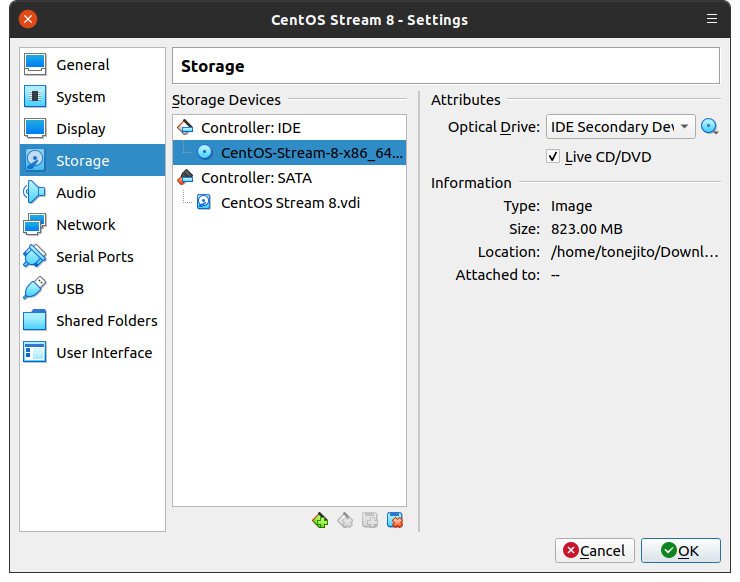 CentOS Stream 8 - Settings
General
System
Display
Storage
Audio
Network
Serial Ports
USB
Shared Folders
User Interface
Storage
Storage Devices
Controller: IDE
CentOS-Stream-8-x86_64...
Controller: SATA
CentOS Stream 8.vdi
Attributes
Optical Drive: IDE Secondary Dev
Live CD/DVD
Information
Type: Image
Size: 823.00 MB
Location: /home/tonejito/Downl...
Attached to: --
Cancel
OK